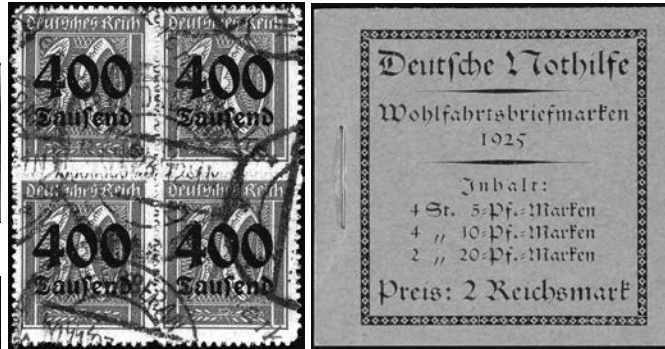 Deutsches Reich
400
Tausend
Deutsches Reich
400
Tausend
Deutsches Reich
400
Tausend
Deutsches Reich
400
Tausend
Deutsche Nothilfe
Wohlfahrtsbriefmarken
1925
Inhalt:
4 St. 5=Pf.=Marken
4 „ 10=Pf.=Marken
2 „ 20=Pf.=Marken
Preis: 2 Reichsmark